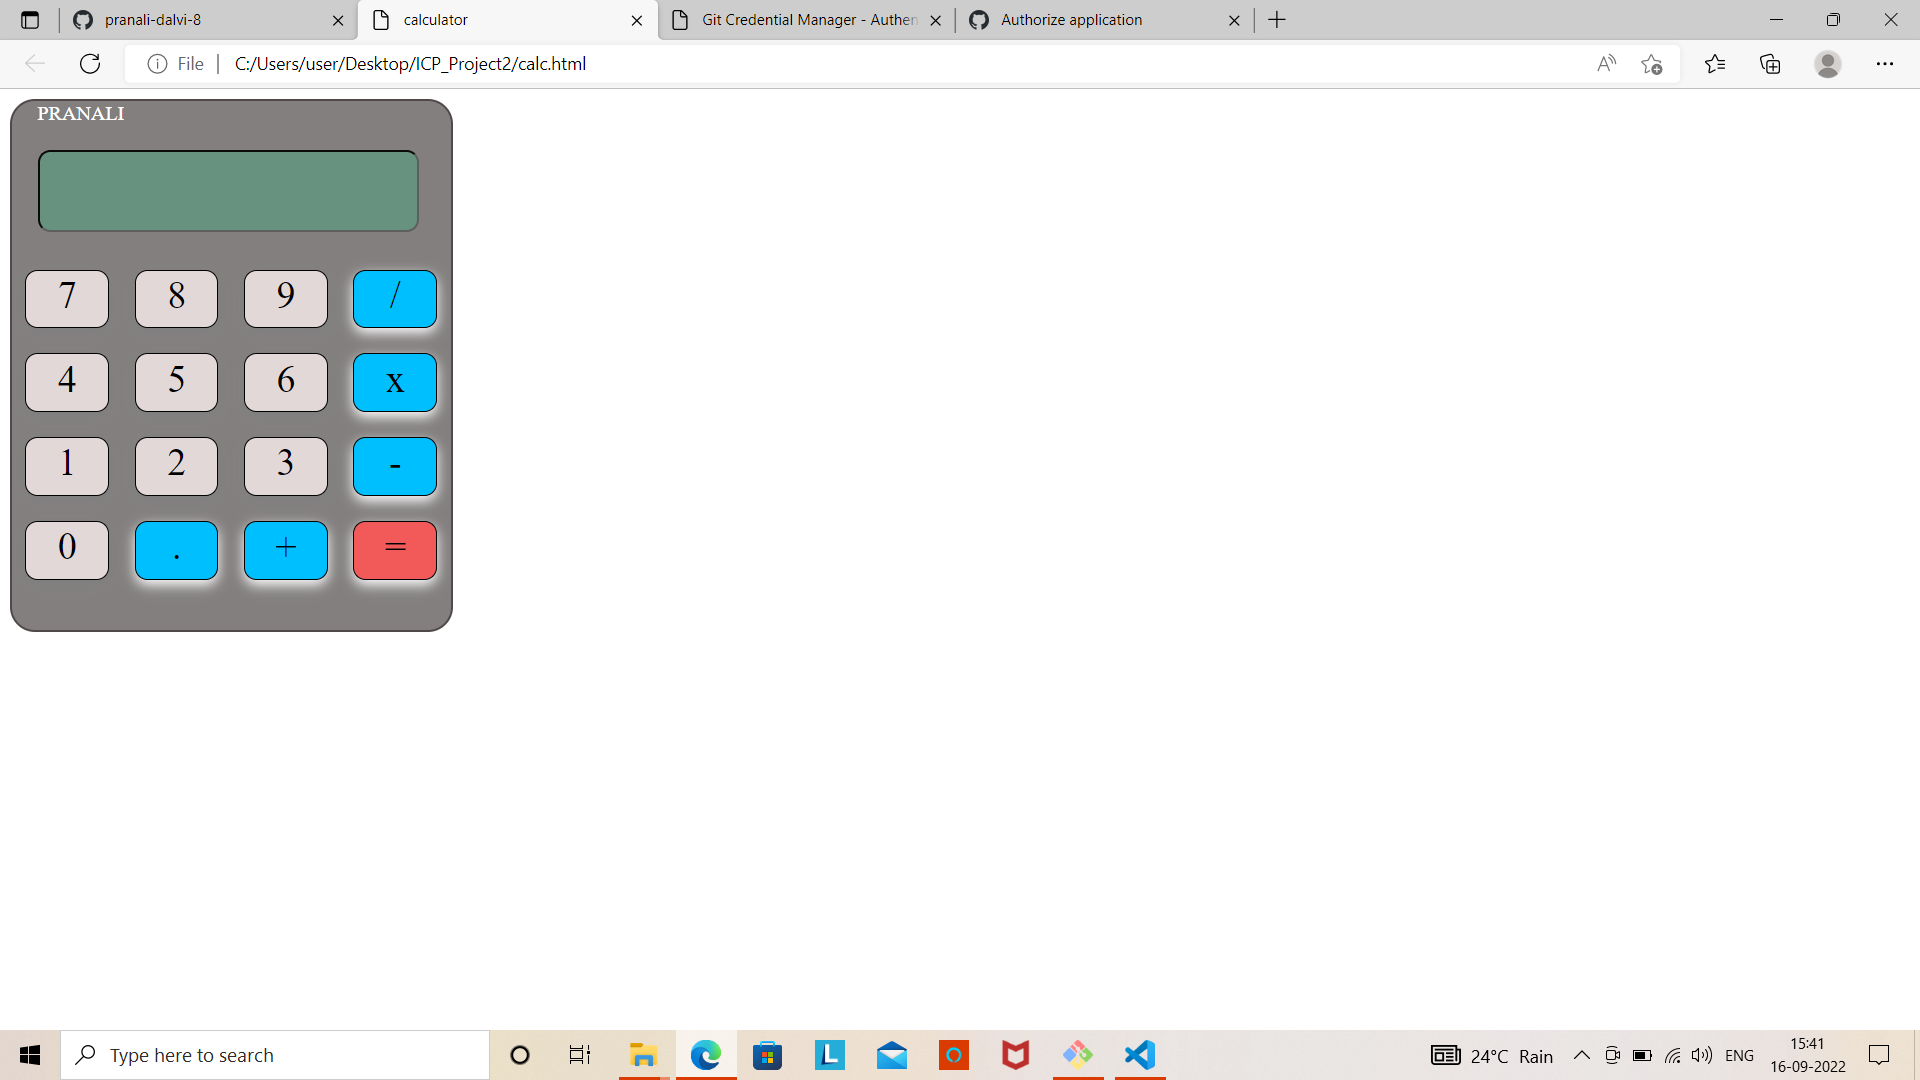 pranali-dalvi-8
calculator
Git Credential Manager - Authen
Authorize application
File
C:/Users/user/Desktop/ICP_Project2/calc.html
PRANALI
7 8 9 /
4 5 6 x
1 2 3 -
0 . + =
Type here to search
24°C Rain
ENG
15:41
16-09-2022